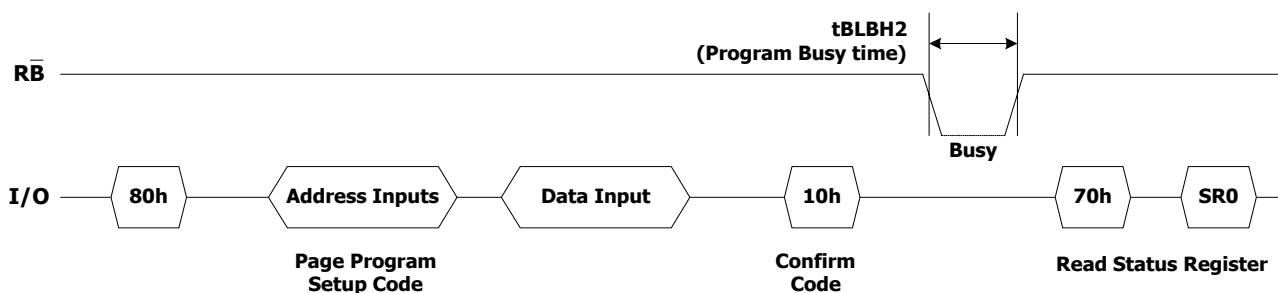 tBLBH2
(Program Busy time)
RB̅
Busy
I/O
80h
Address Inputs
Data Input
10h
70h
SR0
Page Program
Setup Code
Confirm
Code
Read Status Register